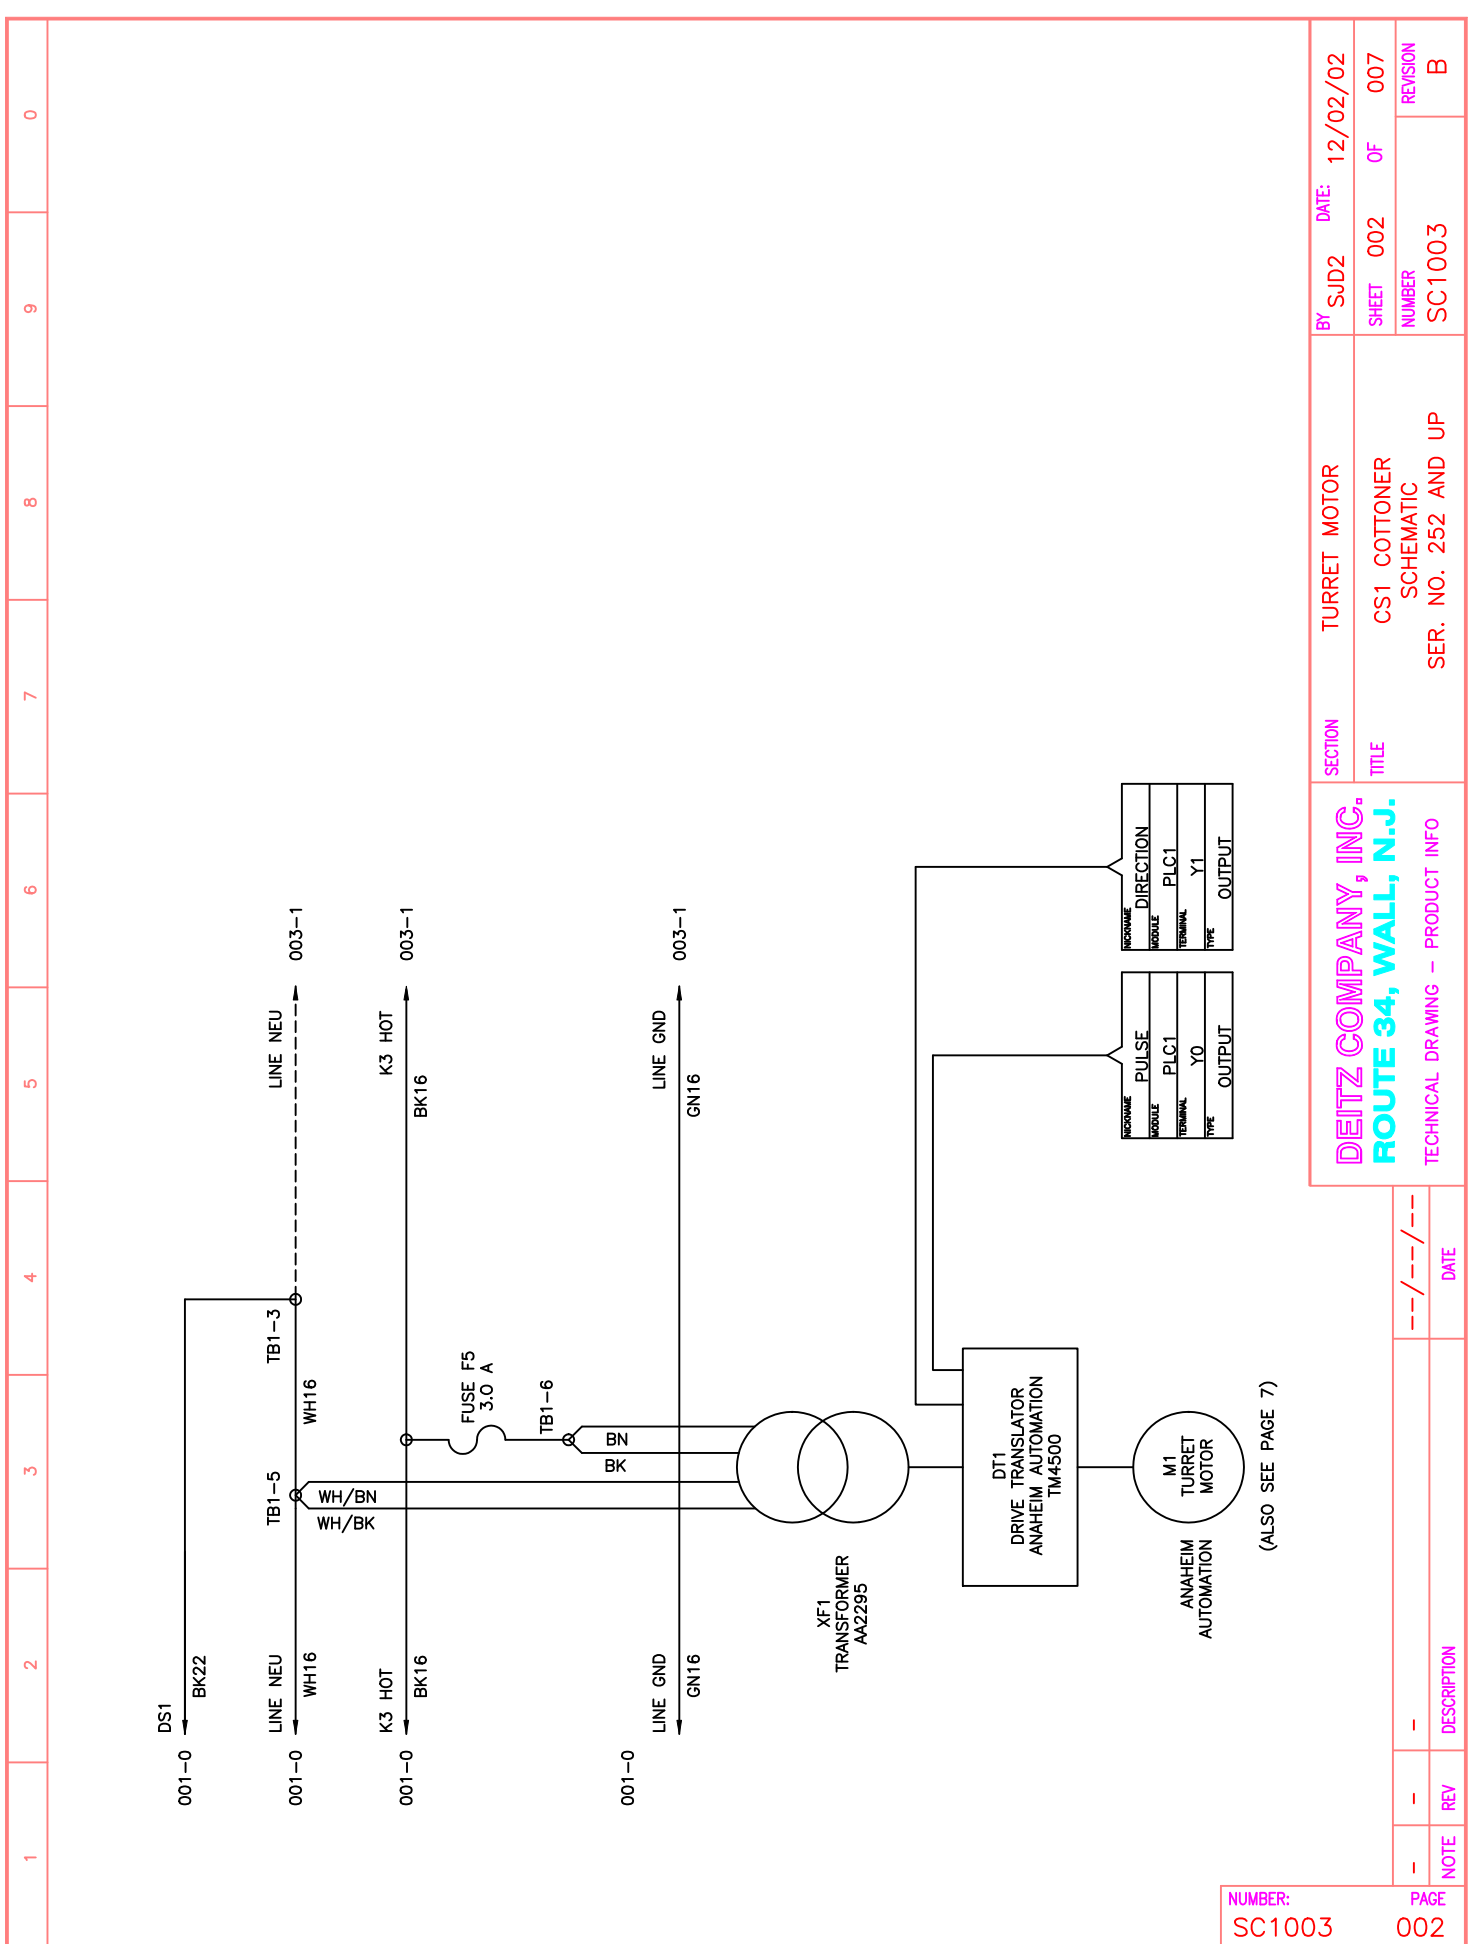 1
2
3
4
5
6
7
8
9
0
001-0
DS1
BK22
001-0
LINE NEU
WH16
TB1-5
WH/BN
WH/BK
WH16
TB1-3
LINE NEU
003-1
001-0
K3 HOT
BK16
FUSE F5
3.0 A
TB1-6
BN
BK
K3 HOT
BK16
003-1
001-0
LINE GND
GN16
LINE GND
GN16
003-1
XF1
TRANSFORMER
AA2295
DT1
DRIVE TRANSLATOR
ANAHEIM AUTOMATION
TM4500
M1
TURRET
MOTOR
ANAHEIM
AUTOMATION
(ALSO SEE PAGE 7)
NICKNAME PULSE
MODULE PLC1
TERMINAL Y0
TYPE OUTPUT
NICKNAME DIRECTION
MODULE PLC1
TERMINAL Y1
TYPE OUTPUT
- - - --/--/--
NOTE REV DESCRIPTION DATE
DEITZ COMPANY, INC.
ROUTE 34, WALL, N.J.
TECHNICAL DRAWING - PRODUCT INFO
SECTION TURRET MOTOR
TITLE CS1 COTTONER
SCHEMATIC
SER. NO. 252 AND UP
BY SJD2 DATE: 12/02/02
SHEET 002 OF 007
NUMBER REVISION
SC1003 B
NUMBER: PAGE
SC1003 002